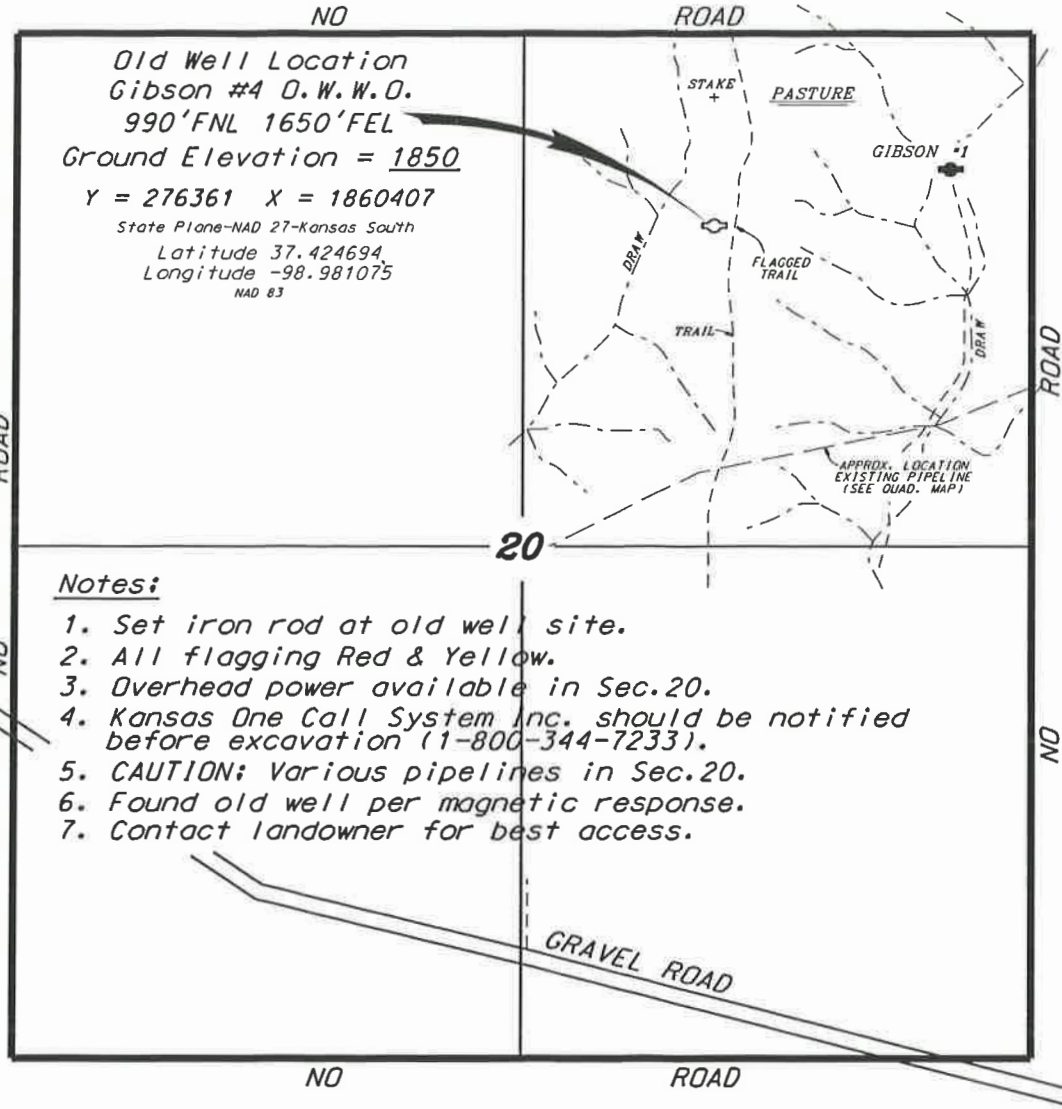 NO ROAD
Old Well Location
Gibson #4 O.W.W.O.
990'FNL 1650'FEL
Ground Elevation = 1850
Y = 276361 X = 1860407
State Plane-NAD 27-Kansas South
Latitude 37.424694
Longitude -98.981075
NAD 83
STAKE
PASTURE
GIBSON #1
DRAW
FLAGGED
TRAIL
TRAIL
DRAW
APPROX. LOCATION
EXISTING PIPELINE
(SEE QUAD. MAP)
ROAD
ROAD
20
Notes:
1. Set iron rod at old well site.
2. All flagging Red & Yellow.
3. Overhead power available in Sec.20.
4. Kansas One Call System Inc. should be notified
before excavation (1-800-344-7233).
5. CAUTION: Various pipelines in Sec.20.
6. Found old well per magnetic response.
7. Contact landowner for best access.
NO
NO
GRAVEL ROAD
NO ROAD